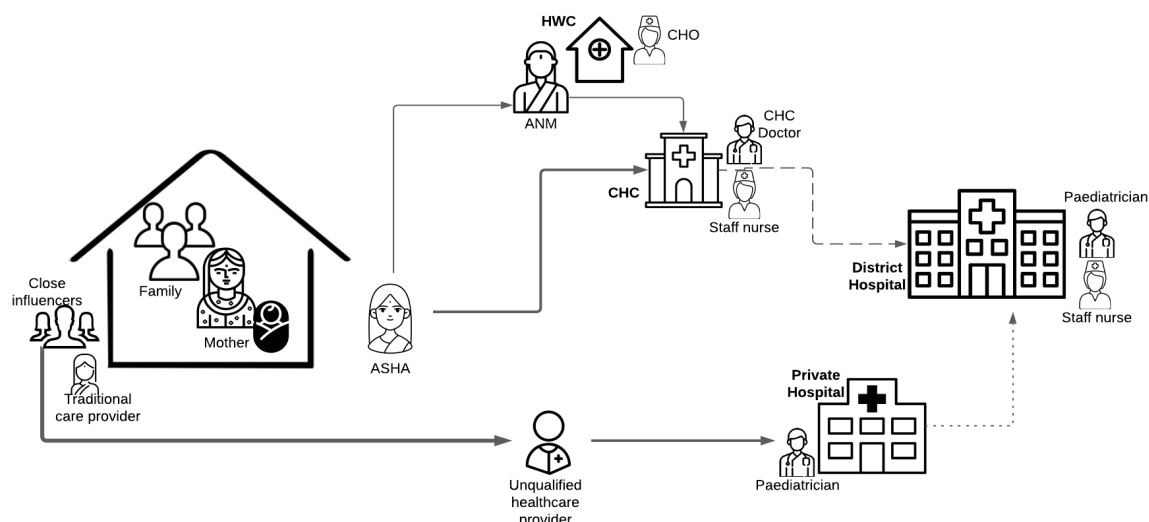 HWC
CHO
ANM
CHC
Doctor
CHC
Staff nurse
Paediatrician
District
Hospital
Staff nurse
Close
influencers
Family
Mother
Traditional
care provider
ASHA
Private
Hospital
Paediatrician
Unqualified
healthcare
provider